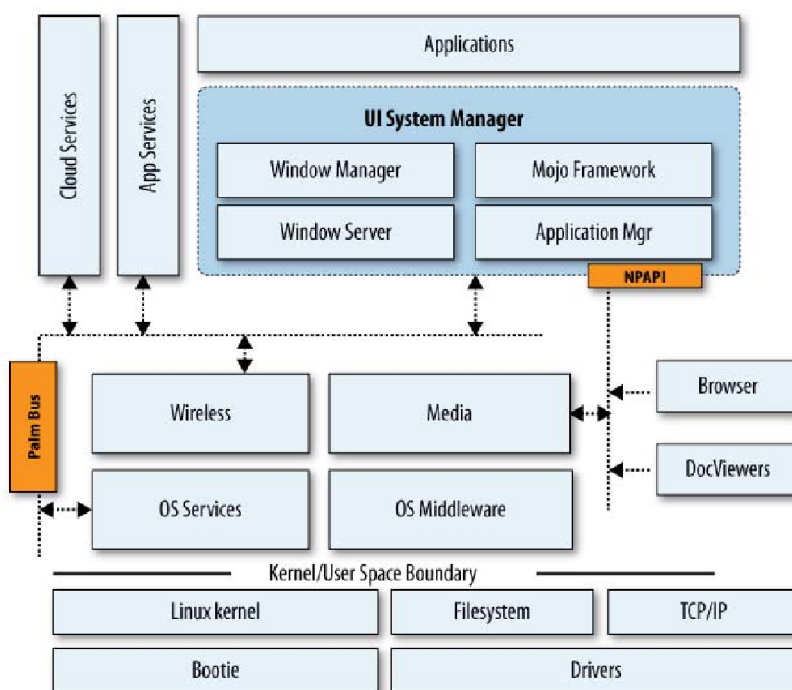 Cloud Services
App Services
Applications
UI System Manager
Window Manager
Mojo Framework
Window Server
Application Mgr
NPAPI
Palm Bus
Wireless
Media
Browser
OS Services
OS Middleware
DocViewers
Kernel/User Space Boundary
Linux kernel
Filesystem
TCP/IP
Bootie
Drivers